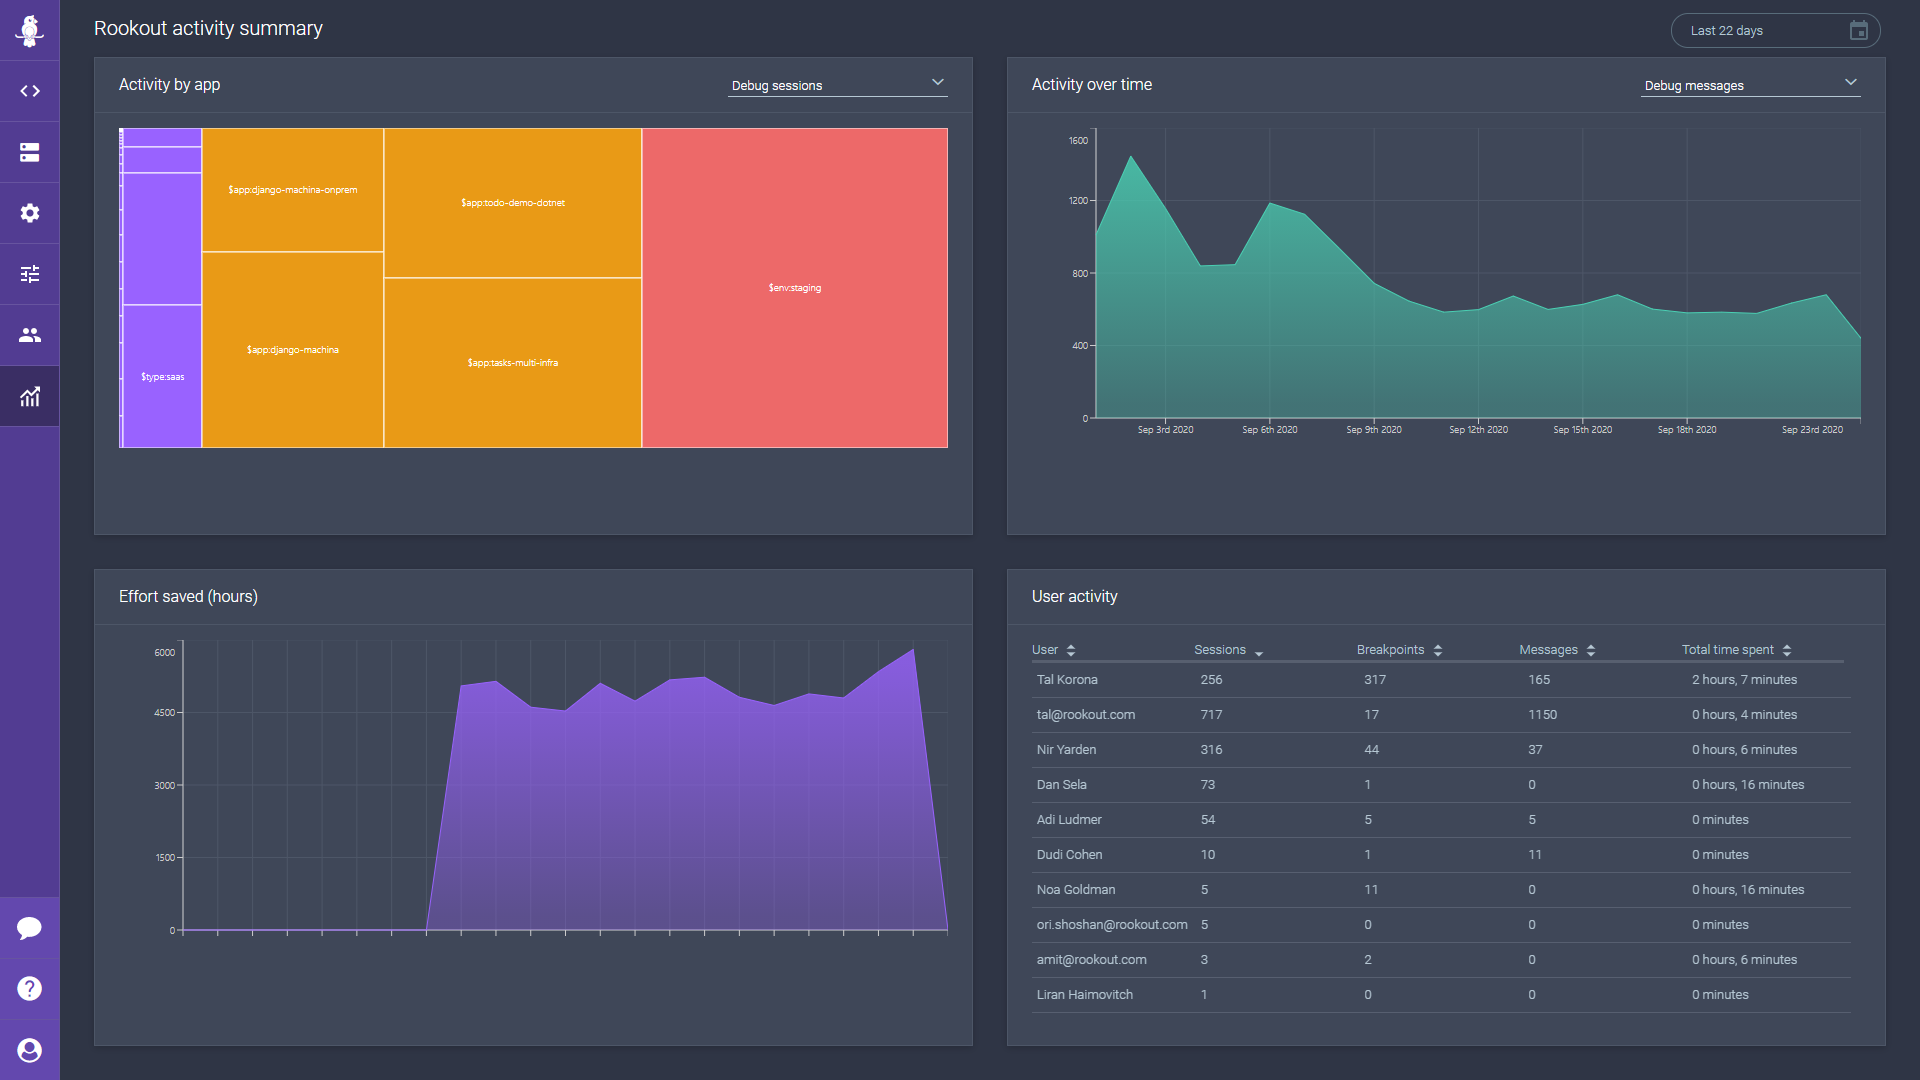 Rookout activity summary
Last 22 days
Activity by app
Debug sessions
$app:django-machina-onprem
$app:todo-demo-dotnet
$env:staging
$app:django-machina
$app:tasks-multi-infra
$type:saas
Activity over time
Debug messages
1600
1200
800
400
0
Sep 3rd 2020 Sep 6th 2020 Sep 9th 2020 Sep 12th 2020 Sep 15th 2020 Sep 18th 2020 Sep 23rd 2020
Effort saved (hours)
6000
4500
3000
1500
0
User activity
User Sessions Breakpoints Messages Total time spent
Tal Korona 256 317 165 2 hours, 7 minutes
tal@rookout.com 717 17 1150 0 hours, 4 minutes
Nir Yarden 316 44 37 0 hours, 6 minutes
Dan Sela 73 1 0 0 hours, 16 minutes
Adi Ludmer 54 5 5 0 minutes
Dudi Cohen 10 1 11 0 minutes
Noa Goldman 5 11 0 0 hours, 16 minutes
ori.shoshan@rookout.com 5 0 0 0 minutes
amit@rookout.com 3 2 0 0 hours, 6 minutes
Liran Haimovitch 1 0 0 0 minutes